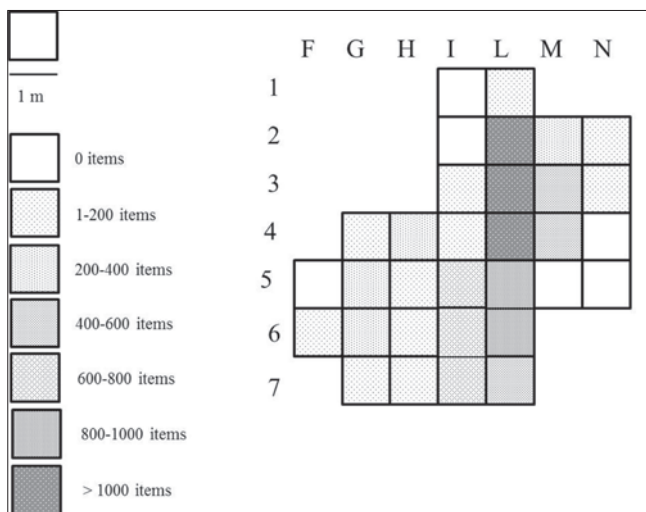 F G H I L M N
1
1 m
2
0 items
3
1-200 items
4
200-400 items
5
400-600 items
6
600-800 items
7
800-1000 items
> 1000 items